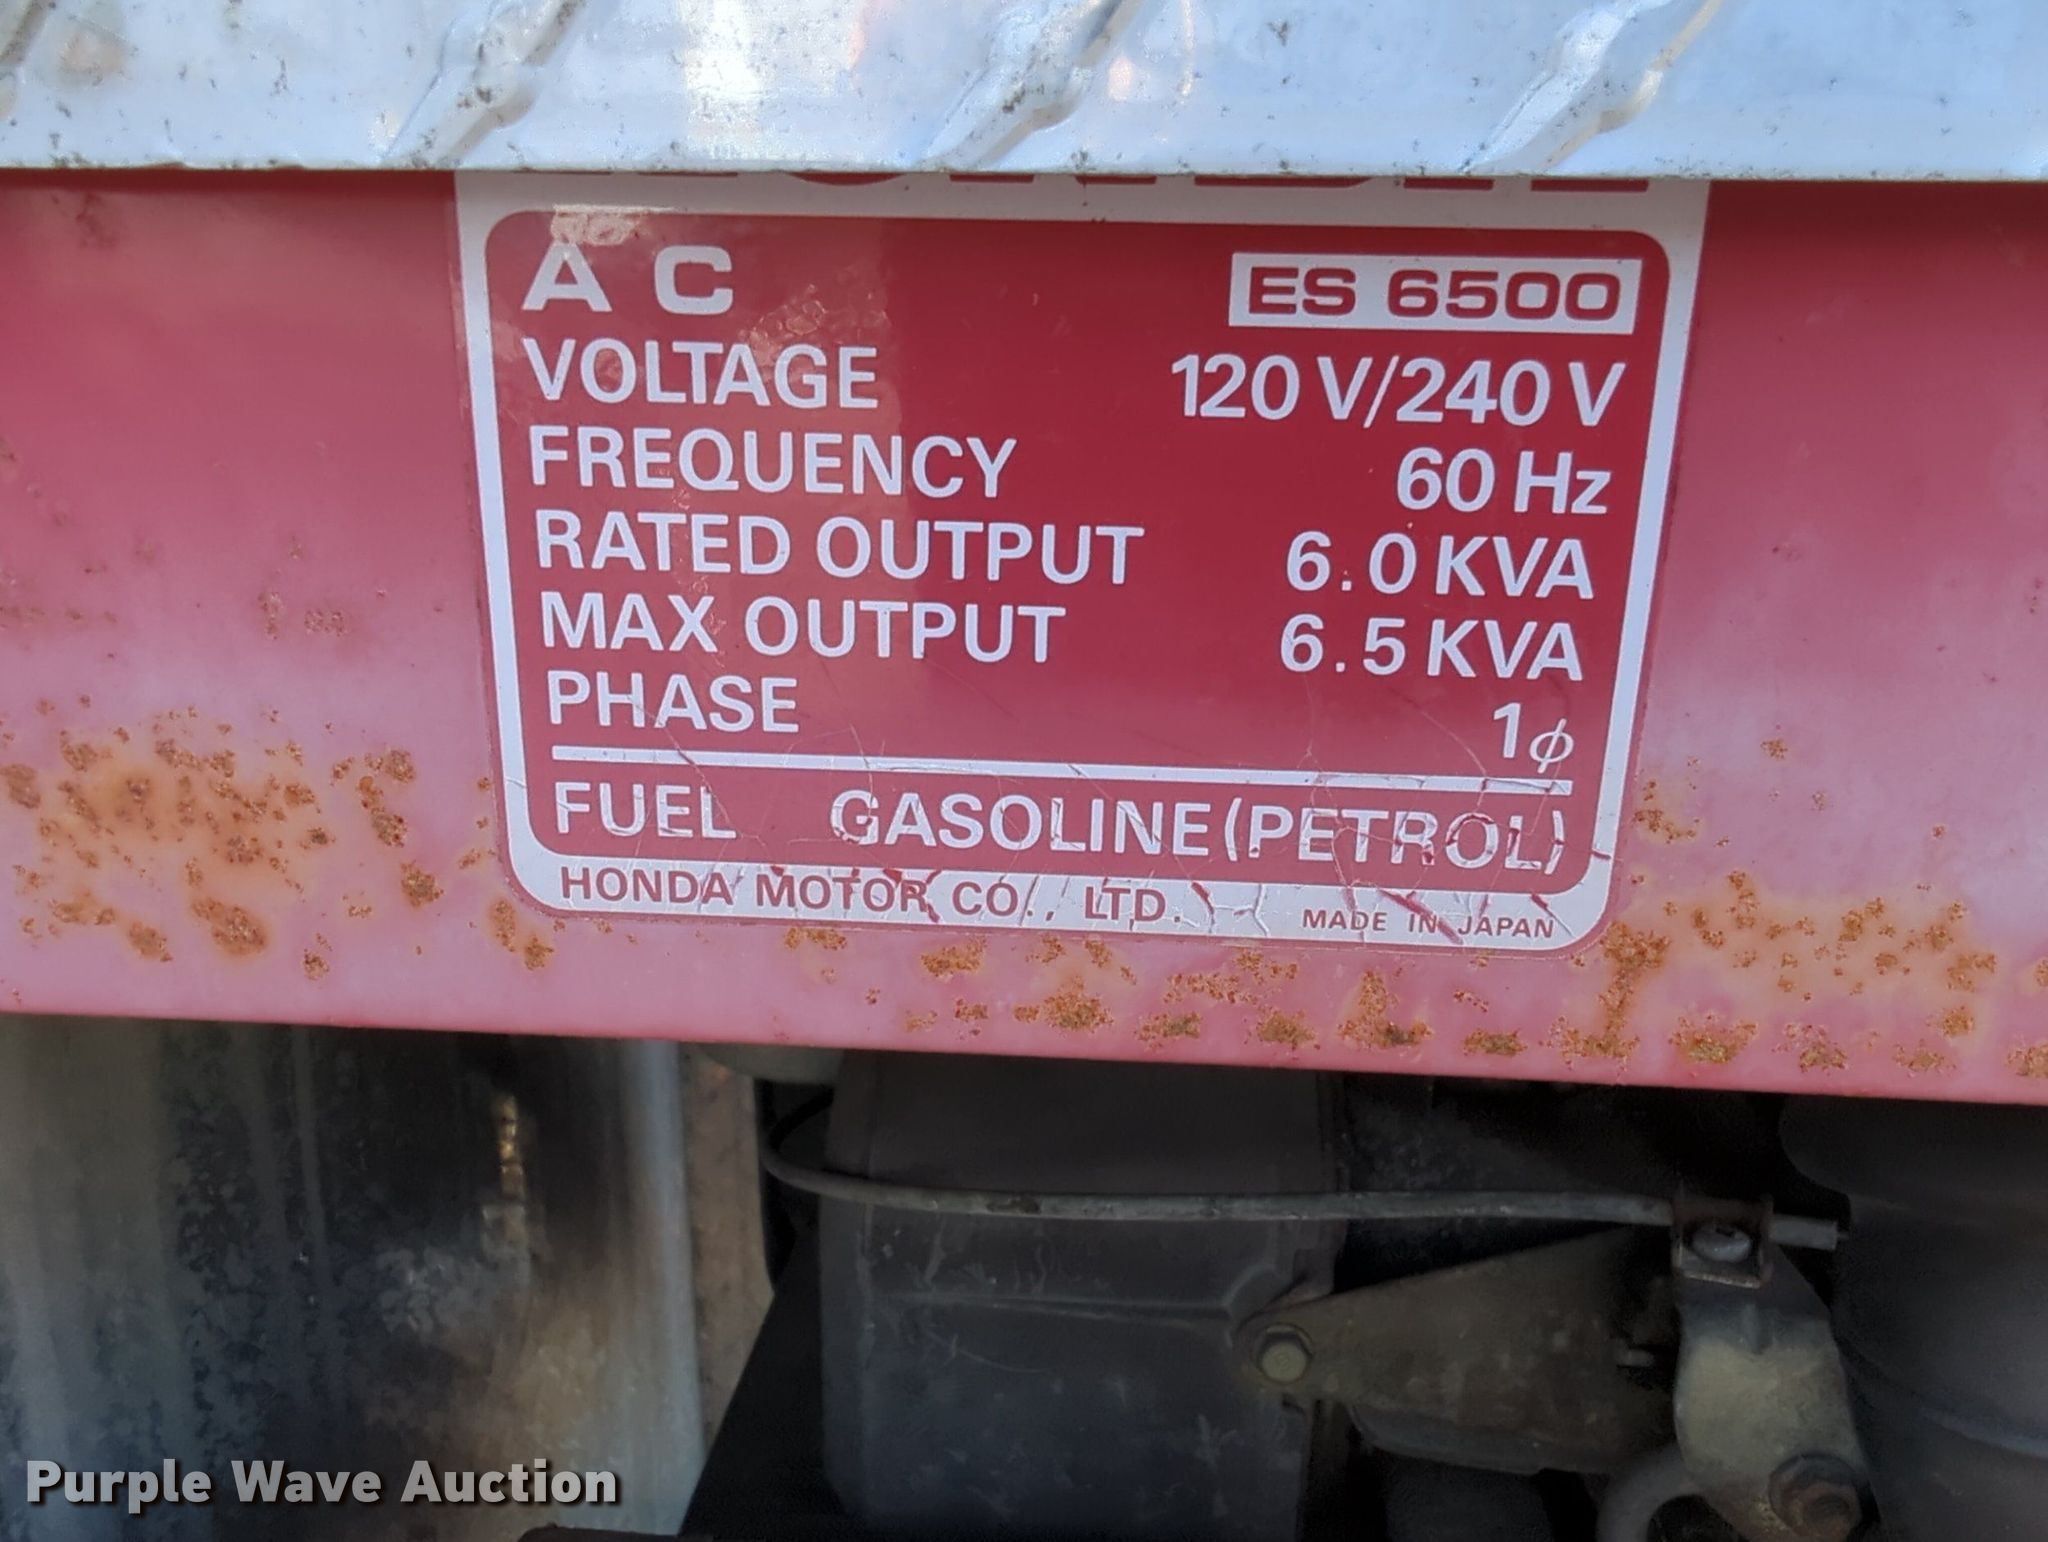 A C ES 6500
VOLTAGE 120 V/240 V
FREQUENCY 60 Hz
RATED OUTPUT 6.0 KVA
MAX OUTPUT 6.5 KVA
PHASE 1ϕ
FUEL GASOLINE (PETROL)
HONDA MOTOR CO., LTD. MADE IN JAPAN
Purple Wave Auction